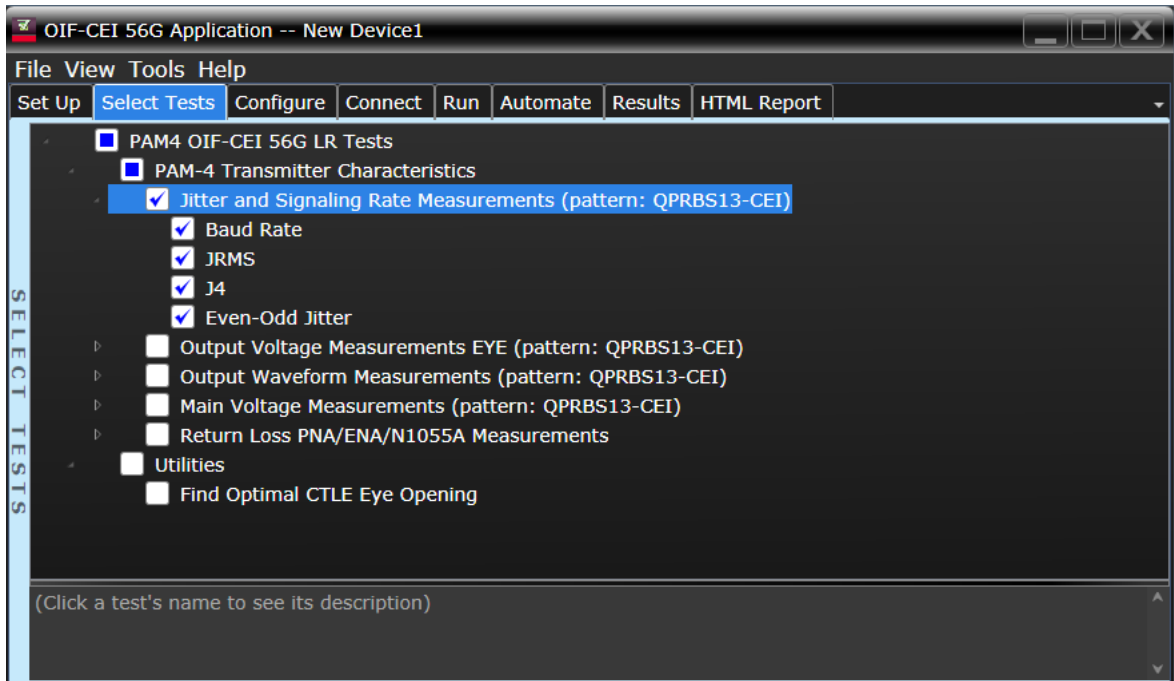 OIF-CEI 56G Application -- New Device1
File View Tools Help
Set Up Select Tests Configure Connect Run Automate Results HTML Report
PAM4 OIF-CEI 56G LR Tests
PAM-4 Transmitter Characteristics
Jitter and Signaling Rate Measurements (pattern: QPRBS13-CEI)
Baud Rate
JRMS
J4
Even-Odd Jitter
Output Voltage Measurements EYE (pattern: QPRBS13-CEI)
Output Waveform Measurements (pattern: QPRBS13-CEI)
Main Voltage Measurements (pattern: QPRBS13-CEI)
Return Loss PNA/ENA/N1055A Measurements
Utilities
Find Optimal CTLE Eye Opening
SELECT TESTS
(Click a test's name to see its description)